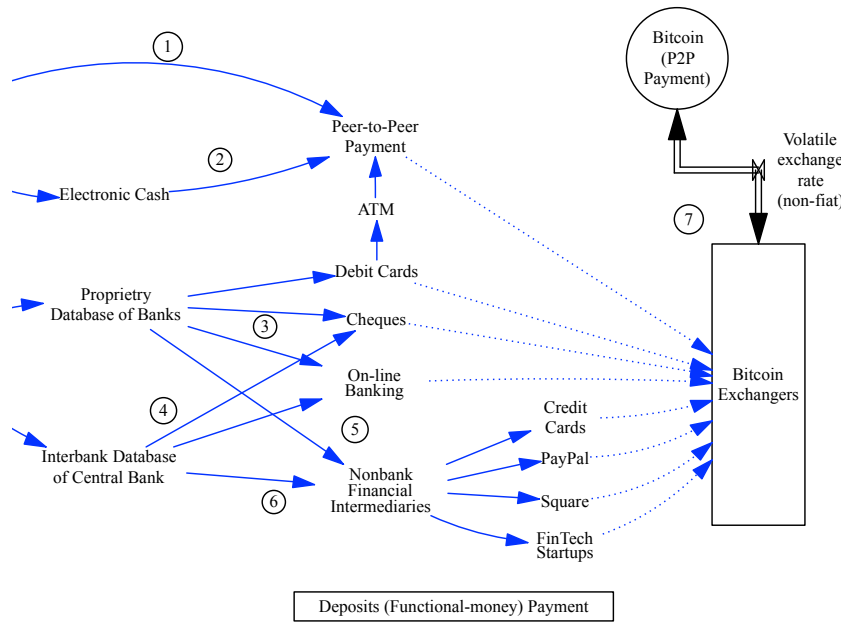 1
Bitcoin
(P2P
Payment)
Peer-to-Peer
Payment
2
Volatile
exchange
rate
(non-fiat)
Electronic Cash
ATM
7
Debit Cards
Proprietry
Database of Banks
3
Cheques
On-line
Banking
Bitcoin
Exchangers
4
5
Credit
Cards
Interbank Database
of Central Bank
6
Nonbank
Financial
Intermediaries
PayPal
Square
FinTech
Startups
Deposits (Functional-money) Payment